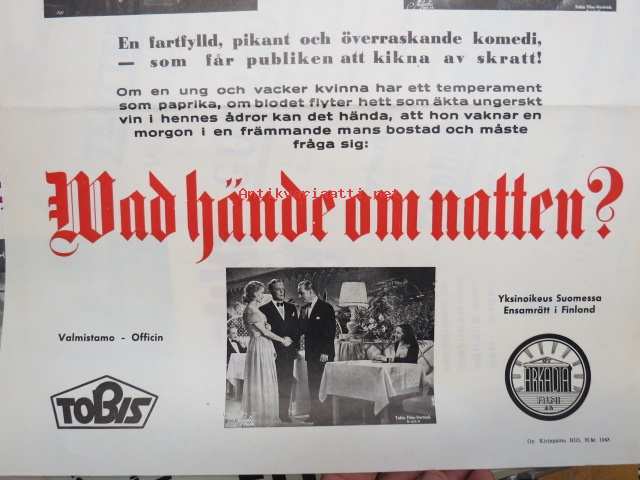 En fartfylld, pikant och överraskande komedi,
— som får publiken att kikna av skratt!
Om en ung och vacker kvinna har ett temperament
som paprika, om blodet flyter hett som äkta ungerskt
vin i hennes ådror kan det hända, att hon vaknar en
morgon i en främmande mans bostad och måste
fråga sig:
Wad hände om natten?
Antikvariaatti.net
Valmistamo - Officin
TOBIS
Yksinoikeus Suomessa
Ensamrätt i Finland
ARKADIA
FILMI